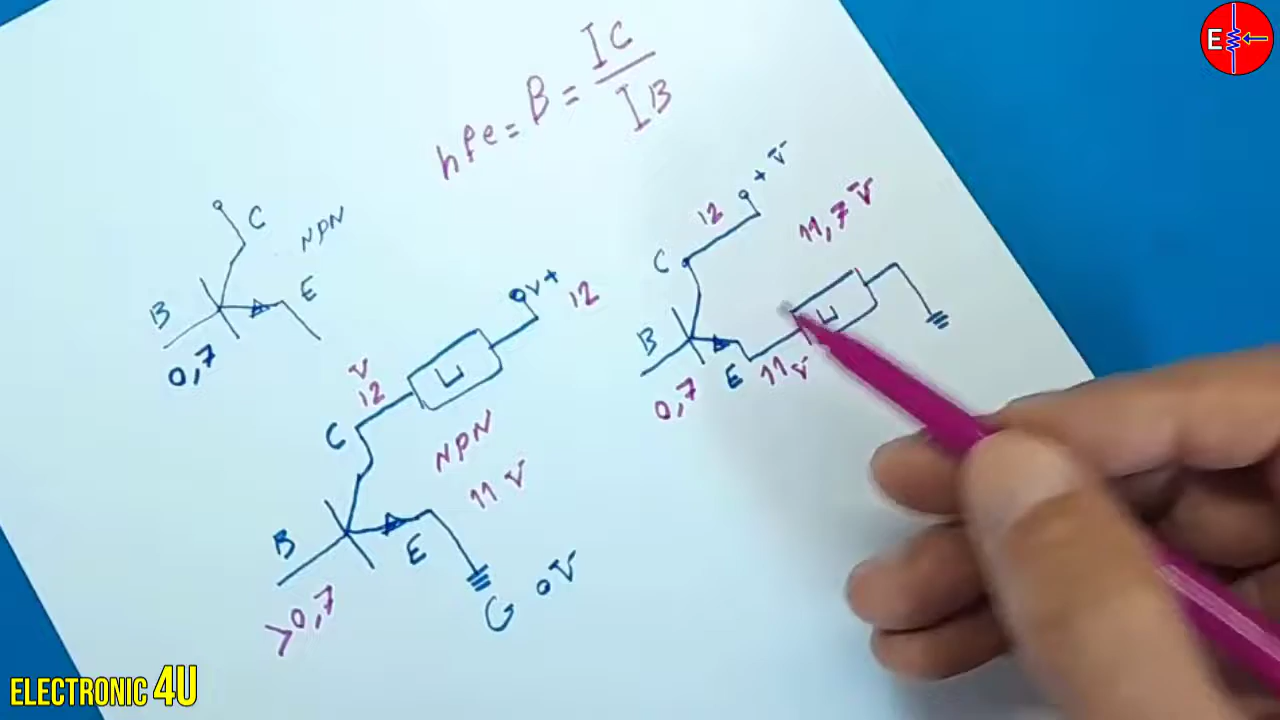 E
hfe = B = IC
IB
C
NPN
B
E
0,7
+V
12
11,7 V
C
B
E
11V
0,7
V+
12
V
12
C
NPN
11 V
B
E
>0,7
G 0V
ELECTRONIC 4U